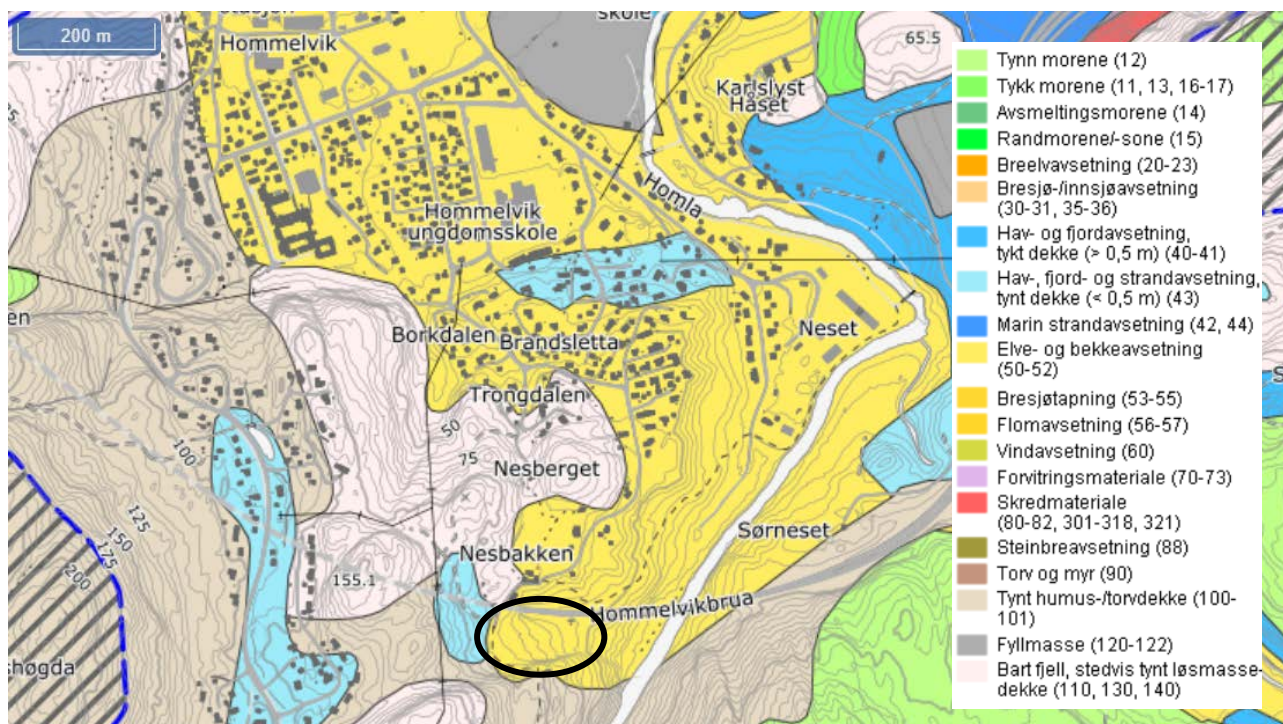 stasjon
skole
200 m
Hommelvik
65.5
Karlslyst
Håset
Homla
Hommelvik
ungdomsskole
en
Neset
Borkdalen
Brandsletta
Trongdalen
50
75
Nesberget
100
125
150
175
200
Sørneset
Nesbakken
155.1
Hommelvikbrua
shøgda
S
Tynn morene (12)
Tykk morene (11, 13, 16-17)
Avsmeltingsmorene (14)
Randmorene/-sone (15)
Breelvavsetning (20-23)
Bresjø-/innsjøavsetning
(30-31, 35-36)
Hav- og fjordavsetning,
tykt dekke (> 0,5 m) (40-41)
Hav-, fjord- og strandavsetning,
tynt dekke (< 0,5 m) (43)
Marin strandavsetning (42, 44)
Elve- og bekkeavsetning
(50-52)
Bresjøtapning (53-55)
Flomavsetning (56-57)
Vindavsetning (60)
Forvitringsmateriale (70-73)
Skredmateriale
(80-82, 301-318, 321)
Steinbreavsetning (88)
Torv og myr (90)
Tynt humus-/torvdekke (100-
101)
Fyllmasse (120-122)
Bart fjell, stedvis tynt løsmasse-
dekke (110, 130, 140)